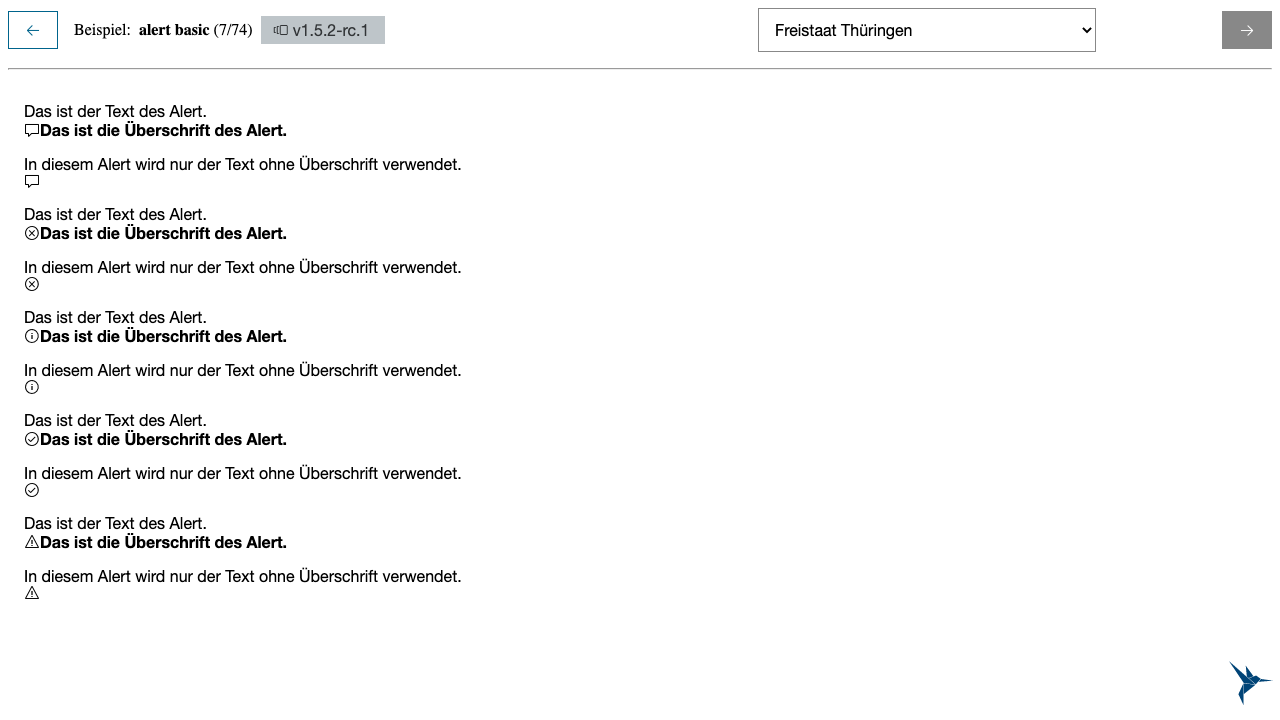 Beispiel: alert basic (7/74) v1.5.2-rc.1 Freistaat Thüringen
Das ist der Text des Alert.
Das ist die Überschrift des Alert.
In diesem Alert wird nur der Text ohne Überschrift verwendet.
Das ist der Text des Alert.
Das ist die Überschrift des Alert.
In diesem Alert wird nur der Text ohne Überschrift verwendet.
Das ist der Text des Alert.
Das ist die Überschrift des Alert.
In diesem Alert wird nur der Text ohne Überschrift verwendet.
Das ist der Text des Alert.
Das ist die Überschrift des Alert.
In diesem Alert wird nur der Text ohne Überschrift verwendet.
Das ist der Text des Alert.
Das ist die Überschrift des Alert.
In diesem Alert wird nur der Text ohne Überschrift verwendet.